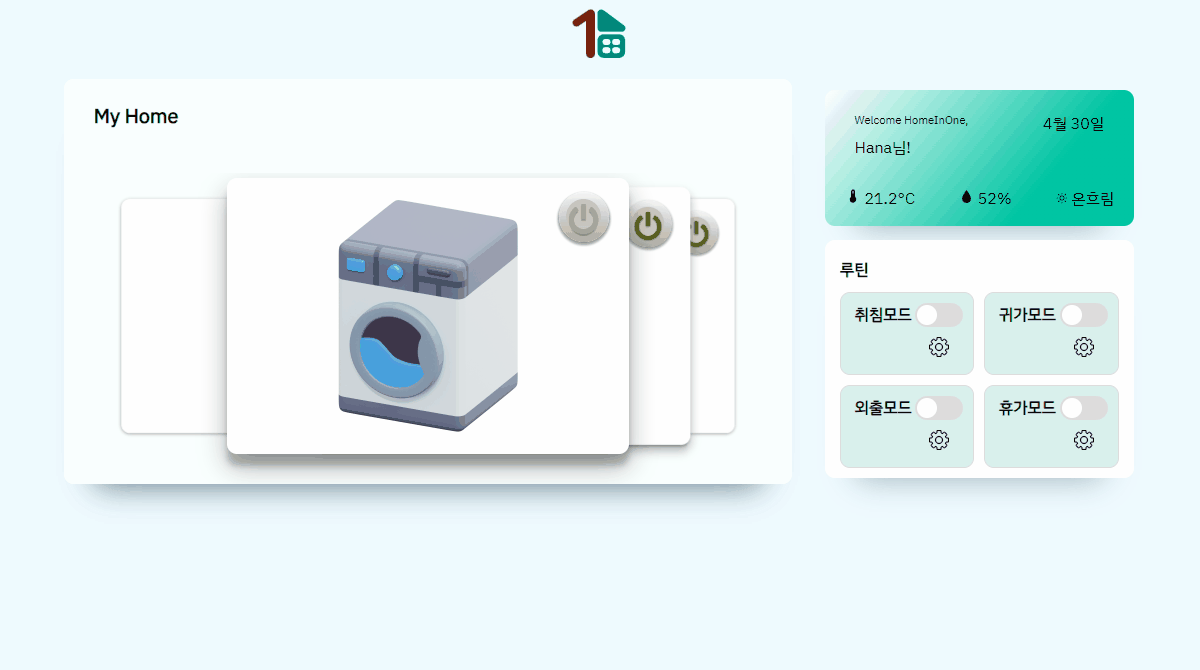 1
My Home
Welcome HomeInOne,
4월 30일
Hana님!
21.2°C
52%
온흐림
루틴
취침모드
귀가모드
외출모드
휴가모드